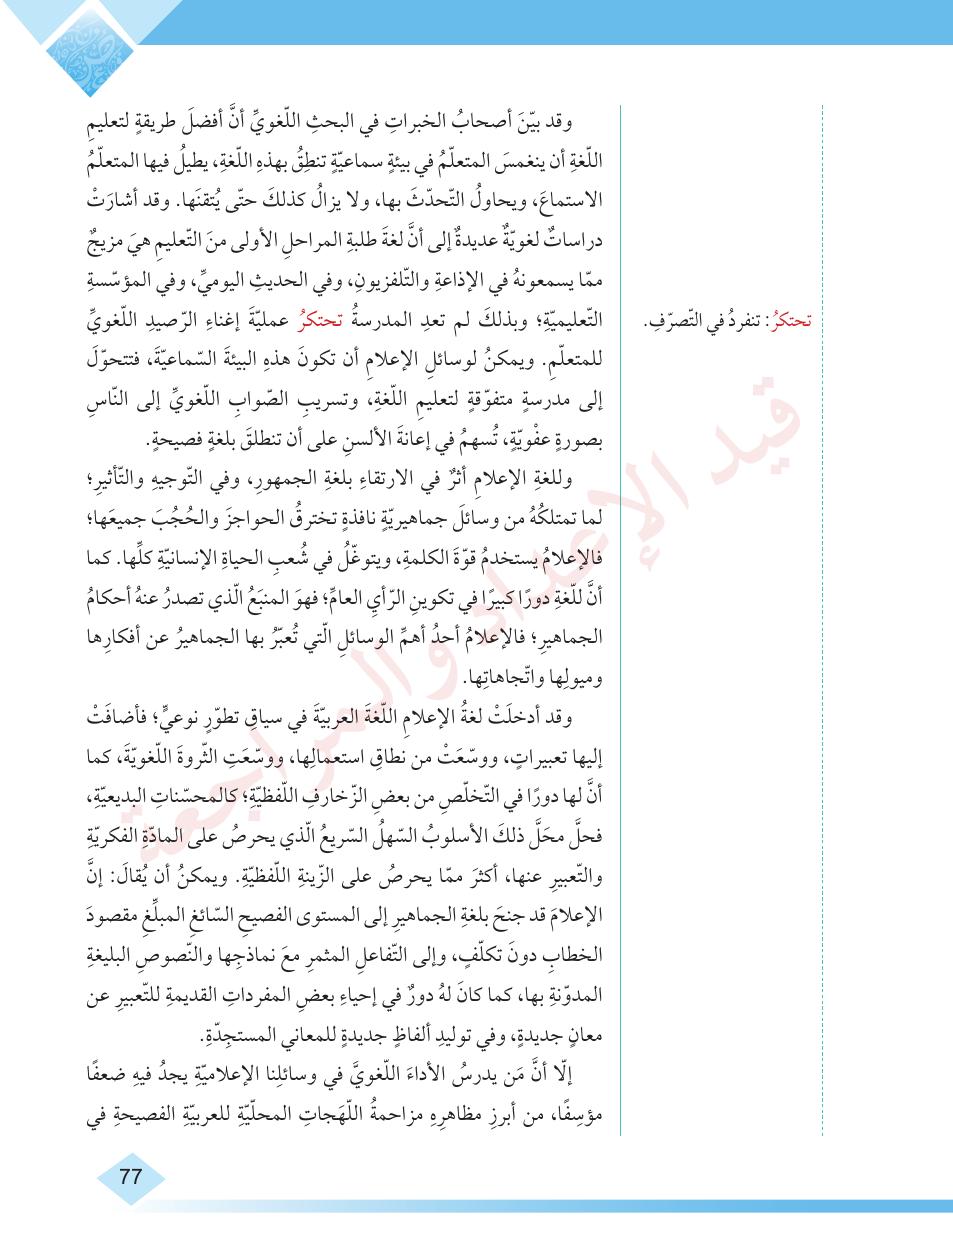 وقد بيّنَ أصحابُ الخبراتِ في البحثِ اللّغويِّ أنَّ أفضلَ طريقةٍ لتعليمِ
اللّغةِ أن ينغمسَ المتعلّمُ في بيئةٍ سماعيّةٍ تنطِقُ بهذهِ اللّغةِ، يطيلُ فيها المتعلّمُ
الاستماعَ، ويحاولُ التّحدّثَ بها، ولا يزالُ كذلكَ حتّى يُتقنَها. وقد أشارَتْ
دراساتٌ لغويّةٌ عديدةٌ إلى أنَّ لغةَ طلبةِ المراحلِ الأولى منَ التّعليمِ هيَ مزيجٌ
ممّا يسمعونهُ في الإذاعةِ والتّلفزيونِ، وفي الحديثِ اليوميِّ، وفي المؤسّسةِ
التّعليميّةِ؛ وبذلكَ لم تعدِ المدرسةُ تحتكرُ عمليّةَ إغناءِ الرّصيدِ اللّغويِّ
للمتعلّمِ. ويمكنُ لوسائلِ الإعلامِ أن تكونَ هذهِ البيئةَ السّماعيّةَ، فتتحوّلَ
إلى مدرسةٍ متفوّقةٍ لتعليمِ اللّغةِ، وتسريبِ الصّوابِ اللّغويِّ إلى النّاسِ
بصورةٍ عفْويّةٍ، تُسهمُ في إعانةِ الألسنِ على أن تنطلقَ بلغةٍ فصيحةٍ.
وللغةِ الإعلامِ أثرٌ في الارتقاءِ بلغةِ الجمهورِ، وفي التّوجيهِ والتّأثيرِ؛
لما تمتلكُهُ من وسائلَ جماهيريّةٍ نافذةٍ تخترقُ الحواجزَ والحُجُبَ جميعَها؛
فالإعلامُ يستخدمُ قوّةَ الكلمةِ، ويتوغّلُ في شُعبِ الحياةِ الإنسانيّةِ كلِّها. كما
أنَّ للّغةِ دورًا كبيرًا في تكوينِ الرّأيِ العامِّ؛ فهوَ المنبَعُ الّذي تصدرُ عنهُ أحكامُ
الجماهيرِ؛ فالإعلامُ أحدُ أهمِّ الوسائلِ الّتي تُعبّرُ بها الجماهيرُ عن أفكارِها
وميولِها واتّجاهاتِها.
وقد أدخلَتْ لغةُ الإعلامِ اللّغةَ العربيّةَ في سياقِ تطوّرٍ نوعيٍّ؛ فأضافَتْ
إليها تعبيراتٍ، ووسّعَتْ من نطاقِ استعمالِها، ووسّعَتِ الثّروةَ اللّغويّةَ، كما
أنَّ لها دورًا في التّخلّصِ من بعضِ الزّخارفِ اللّفظيّةِ؛ كالمحسّناتِ البديعيّةِ،
فحلَّ محَلَّ ذلكَ الأسلوبُ السّهلُ السّريعُ الّذي يحرصُ على المادّةِ الفكريّةِ
والتّعبيرِ عنها، أكثرَ ممّا يحرصُ على الزّينةِ اللّفظيّةِ. ويمكنُ أن يُقالَ: إنَّ
الإعلامَ قد جنحَ بلغةِ الجماهيرِ إلى المستوى الفصيحِ السّائغِ المبلِّغِ مقصودَ
الخطابِ دونَ تكلّفٍ، وإلى التّفاعلِ المثمرِ معَ نماذجِها والنّصوصِ البليغةِ
المدوّنةِ بها، كما كانَ لهُ دورٌ في إحياءِ بعضِ المفرداتِ القديمةِ للتّعبيرِ عن
معانٍ جديدةٍ، وفي توليدِ ألفاظٍ جديدةٍ للمعاني المستجِدّةِ.
إلّا أنَّ مَن يدرسُ الأداءَ اللّغويَّ في وسائلِنا الإعلاميّةِ يجدُ فيهِ ضعفًا
مؤسِفًا، من أبرزِ مظاهرِهِ مزاحمةُ اللّهَجاتِ المحلّيّةِ للعربيّةِ الفصيحةِ في
تحتكرُ: تنفردُ في التّصرّفِ.
قيد الإعداد والمراجعة
77